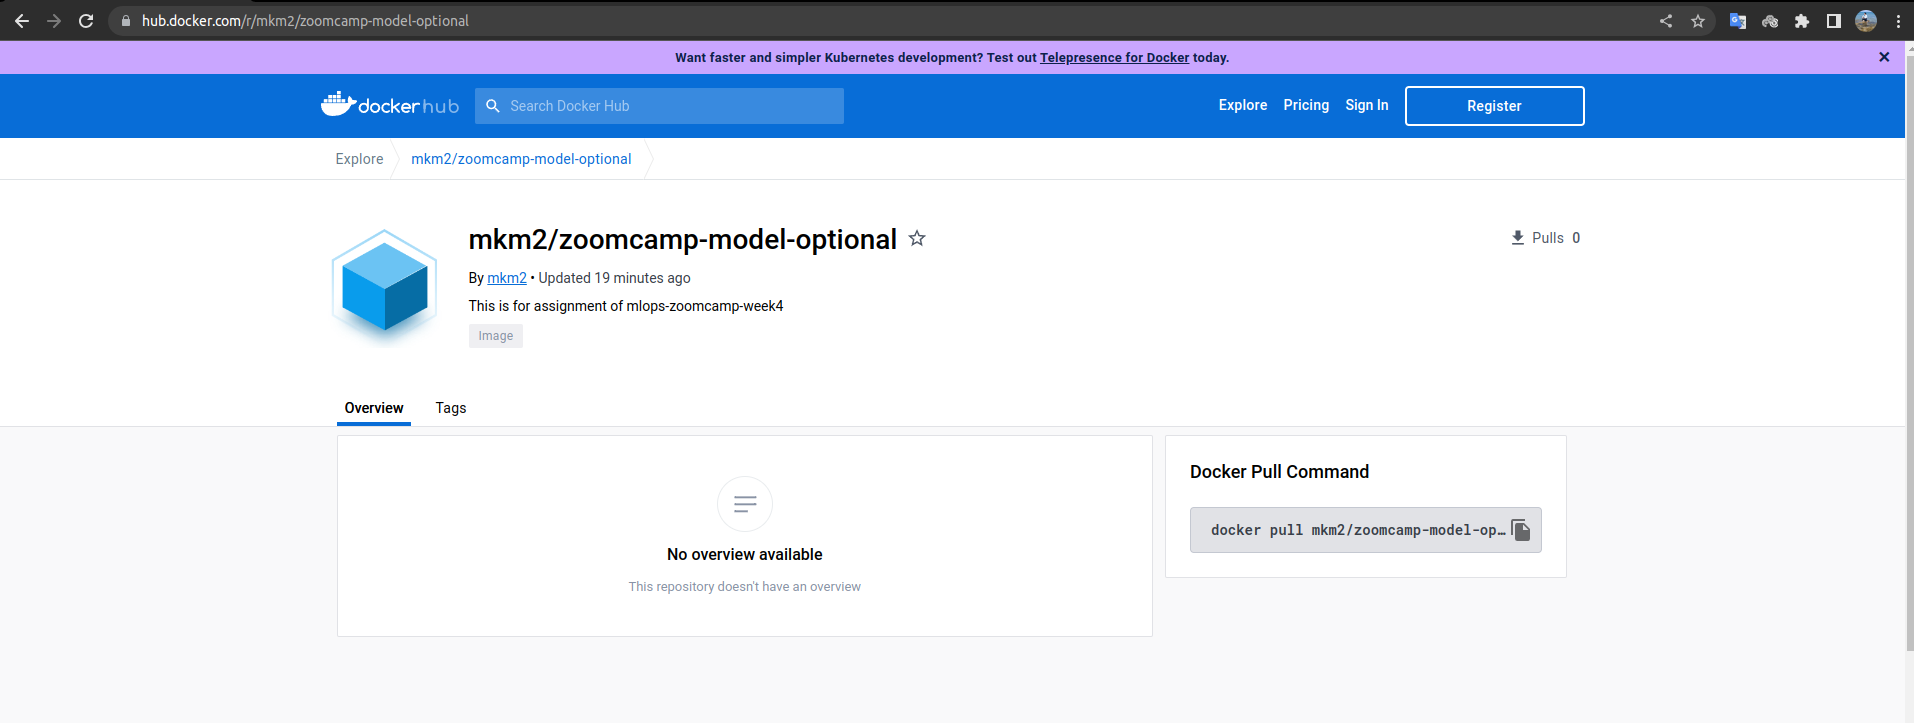 hub.docker.com/r/mkm2/zoomcamp-model-optional
Want faster and simpler Kubernetes development? Test out Telepresence for Docker today.
dockerhub
Search Docker Hub
Explore
Pricing
Sign In
Register
Explore
mkm2/zoomcamp-model-optional
mkm2/zoomcamp-model-optional
Pulls 0
By mkm2 • Updated 19 minutes ago
This is for assignment of mlops-zoomcamp-week4
Image
Overview
Tags
No overview available
This repository doesn't have an overview
Docker Pull Command
docker pull mkm2/zoomcamp-model-op…